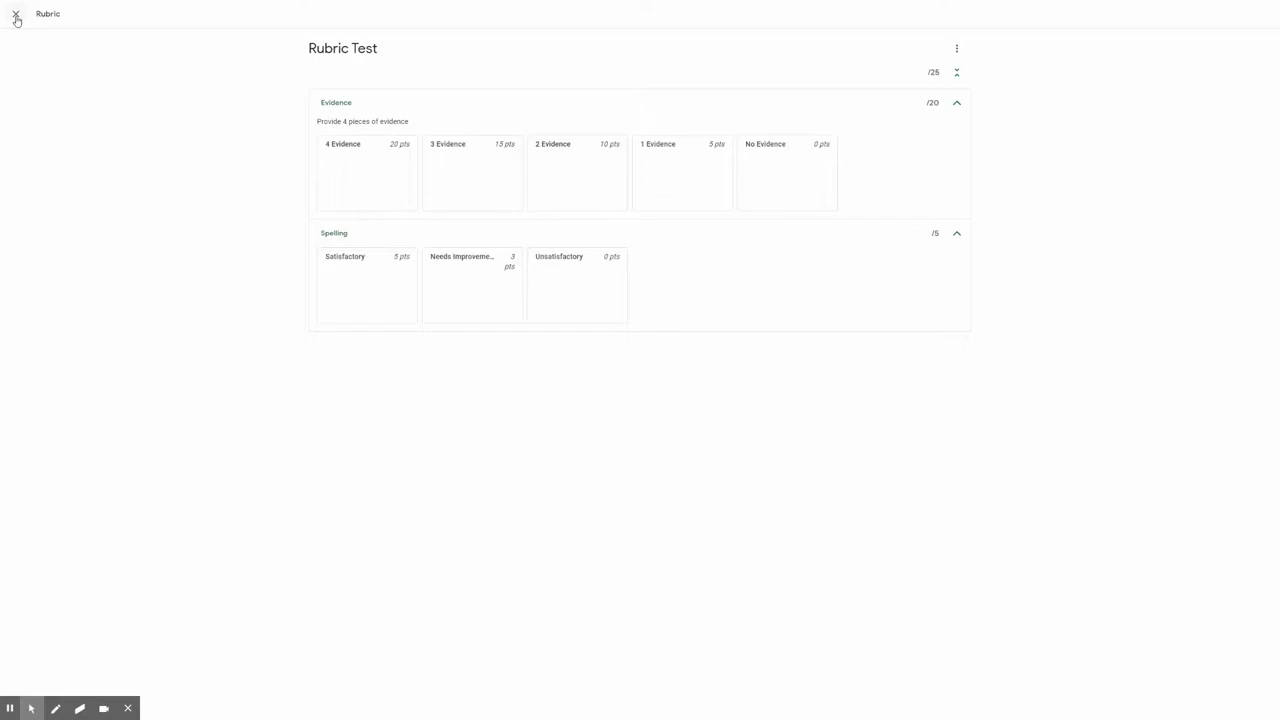 Rubric
Rubric Test
/25
Evidence /20
Provide 4 pieces of evidence
4 Evidence 20 pts 3 Evidence 15 pts 2 Evidence 10 pts 1 Evidence 5 pts No Evidence 0 pts
Spelling /5
Satisfactory 5 pts Needs Improveme... 3 Unsatisfactory 0 pts
pts